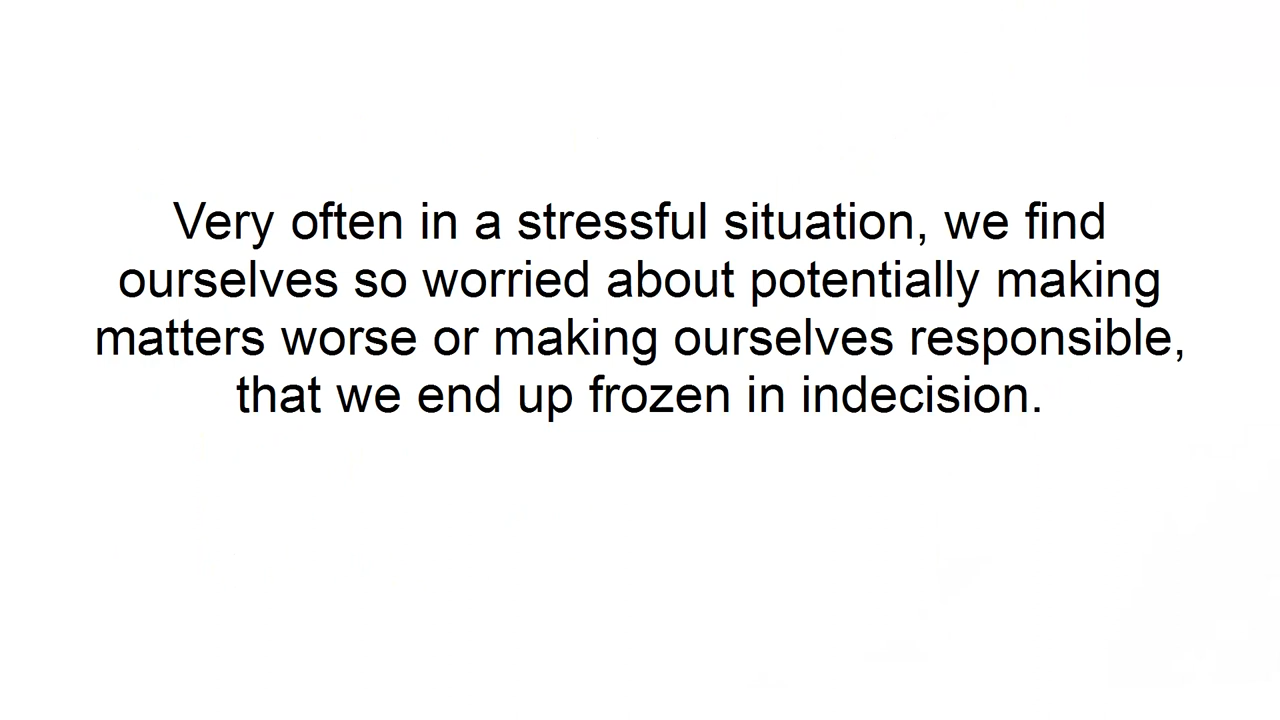 Very often in a stressful situation, we find
ourselves so worried about potentially making
matters worse or making ourselves responsible,
that we end up frozen in indecision.